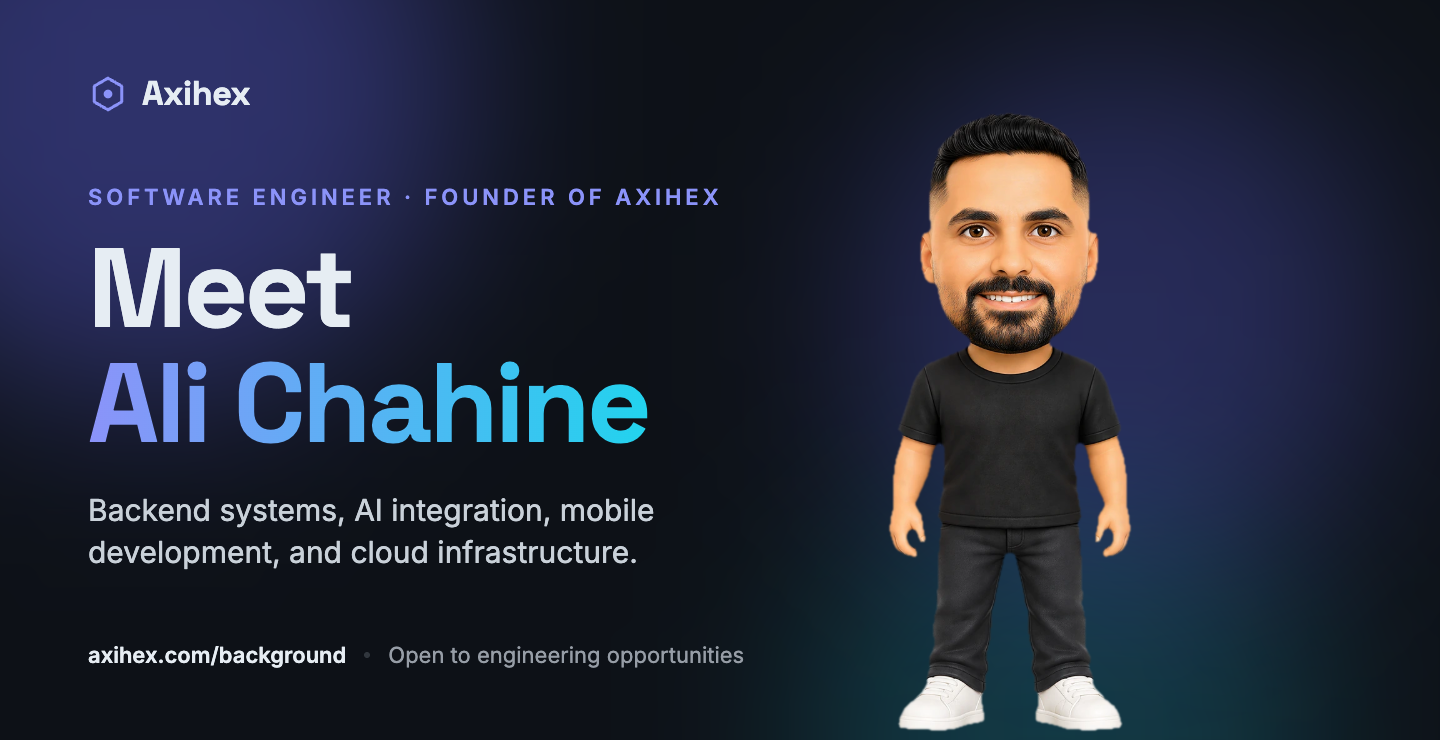 Axihex
SOFTWARE ENGINEER · FOUNDER OF AXIHEX
Meet
Ali Chahine
Backend systems, AI integration, mobile
development, and cloud infrastructure.
axihex.com/background • Open to engineering opportunities